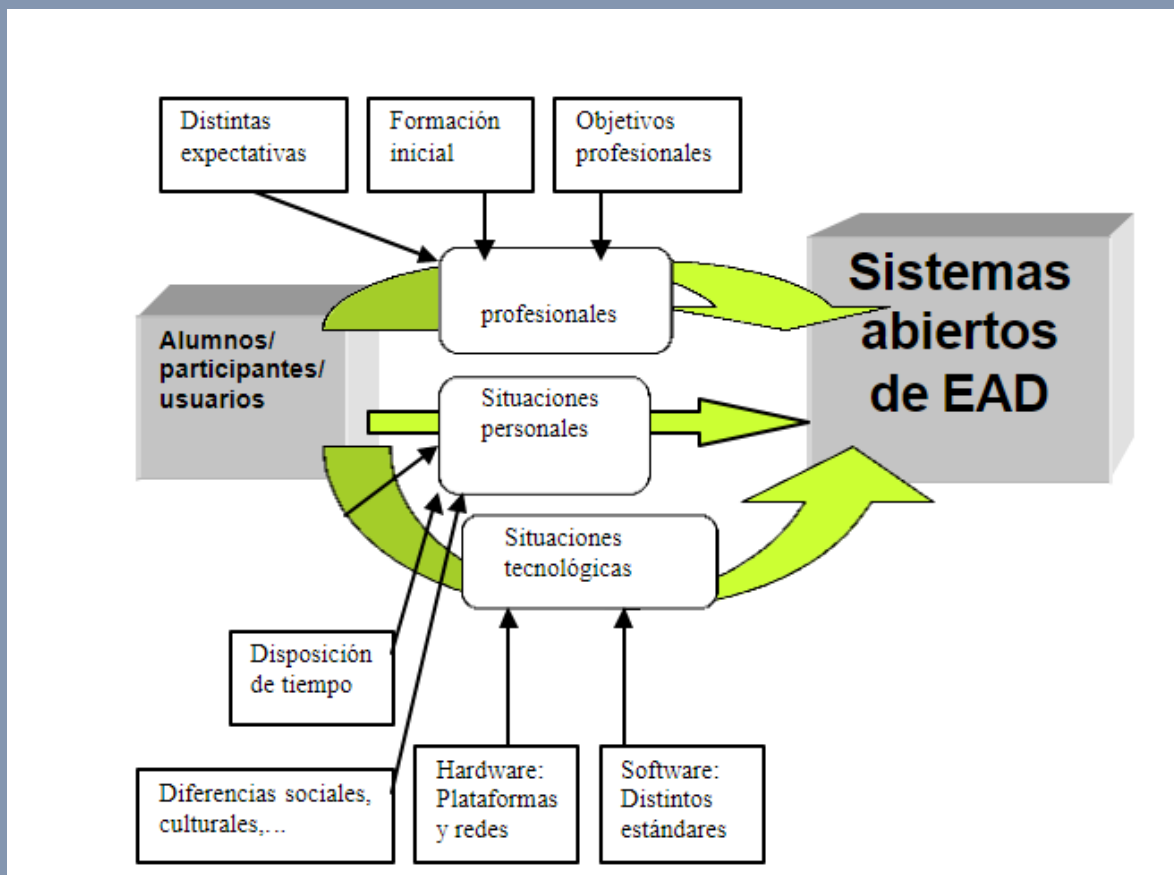 Distintas
expectativas
Formación
inicial
Objetivos
profesionales
profesionales
Alumnos/
participantes/
usuarios
Sistemas
abiertos
de EAD
Situaciones
personales
Situaciones
tecnológicas
Disposición
de tiempo
Diferencias sociales,
culturales,...
Hardware:
Plataformas
y redes
Software:
Distintos
estándares